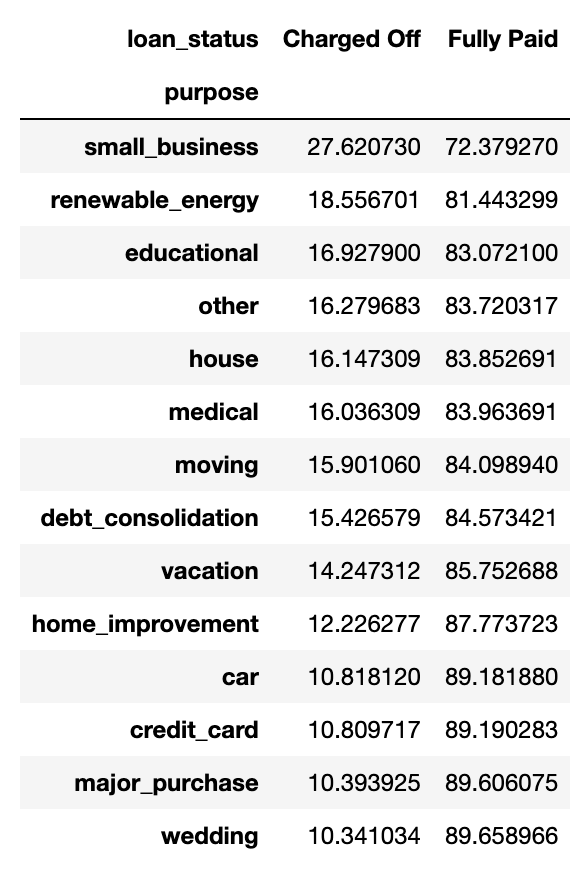 loan_status Charged Off Fully Paid
purpose
small_business 27.620730 72.379270
renewable_energy 18.556701 81.443299
educational 16.927900 83.072100
other 16.279683 83.720317
house 16.147309 83.852691
medical 16.036309 83.963691
moving 15.901060 84.098940
debt_consolidation 15.426579 84.573421
vacation 14.247312 85.752688
home_improvement 12.226277 87.773723
car 10.818120 89.181880
credit_card 10.809717 89.190283
major_purchase 10.393925 89.606075
wedding 10.341034 89.658966